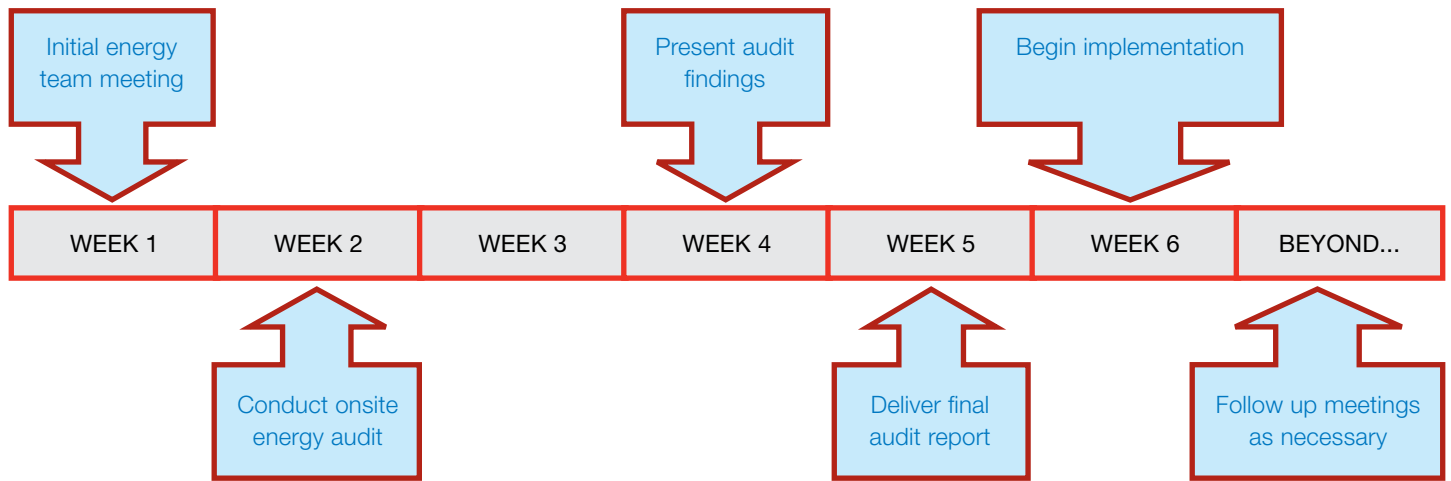 Initial energy
team meeting
Present audit
findings
Begin implementation
WEEK 1
WEEK 2
WEEK 3
WEEK 4
WEEK 5
WEEK 6
BEYOND...
Conduct onsite
energy audit
Deliver final
audit report
Follow up meetings
as necessary